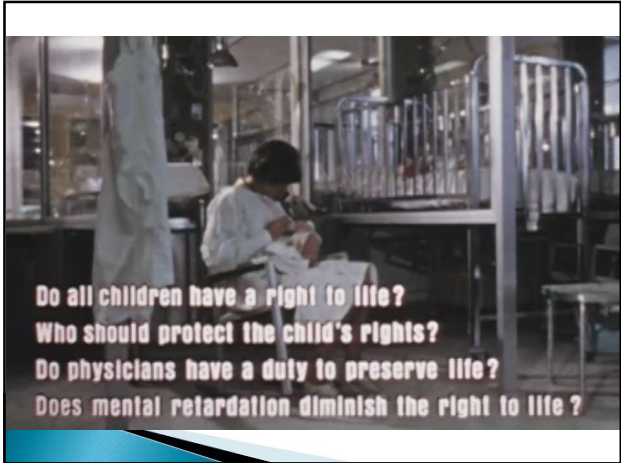 Do all children have a right to life?
Who should protect the child's rights?
Do physicians have a duty to preserve life?
Does mental retardation diminish the right to life?